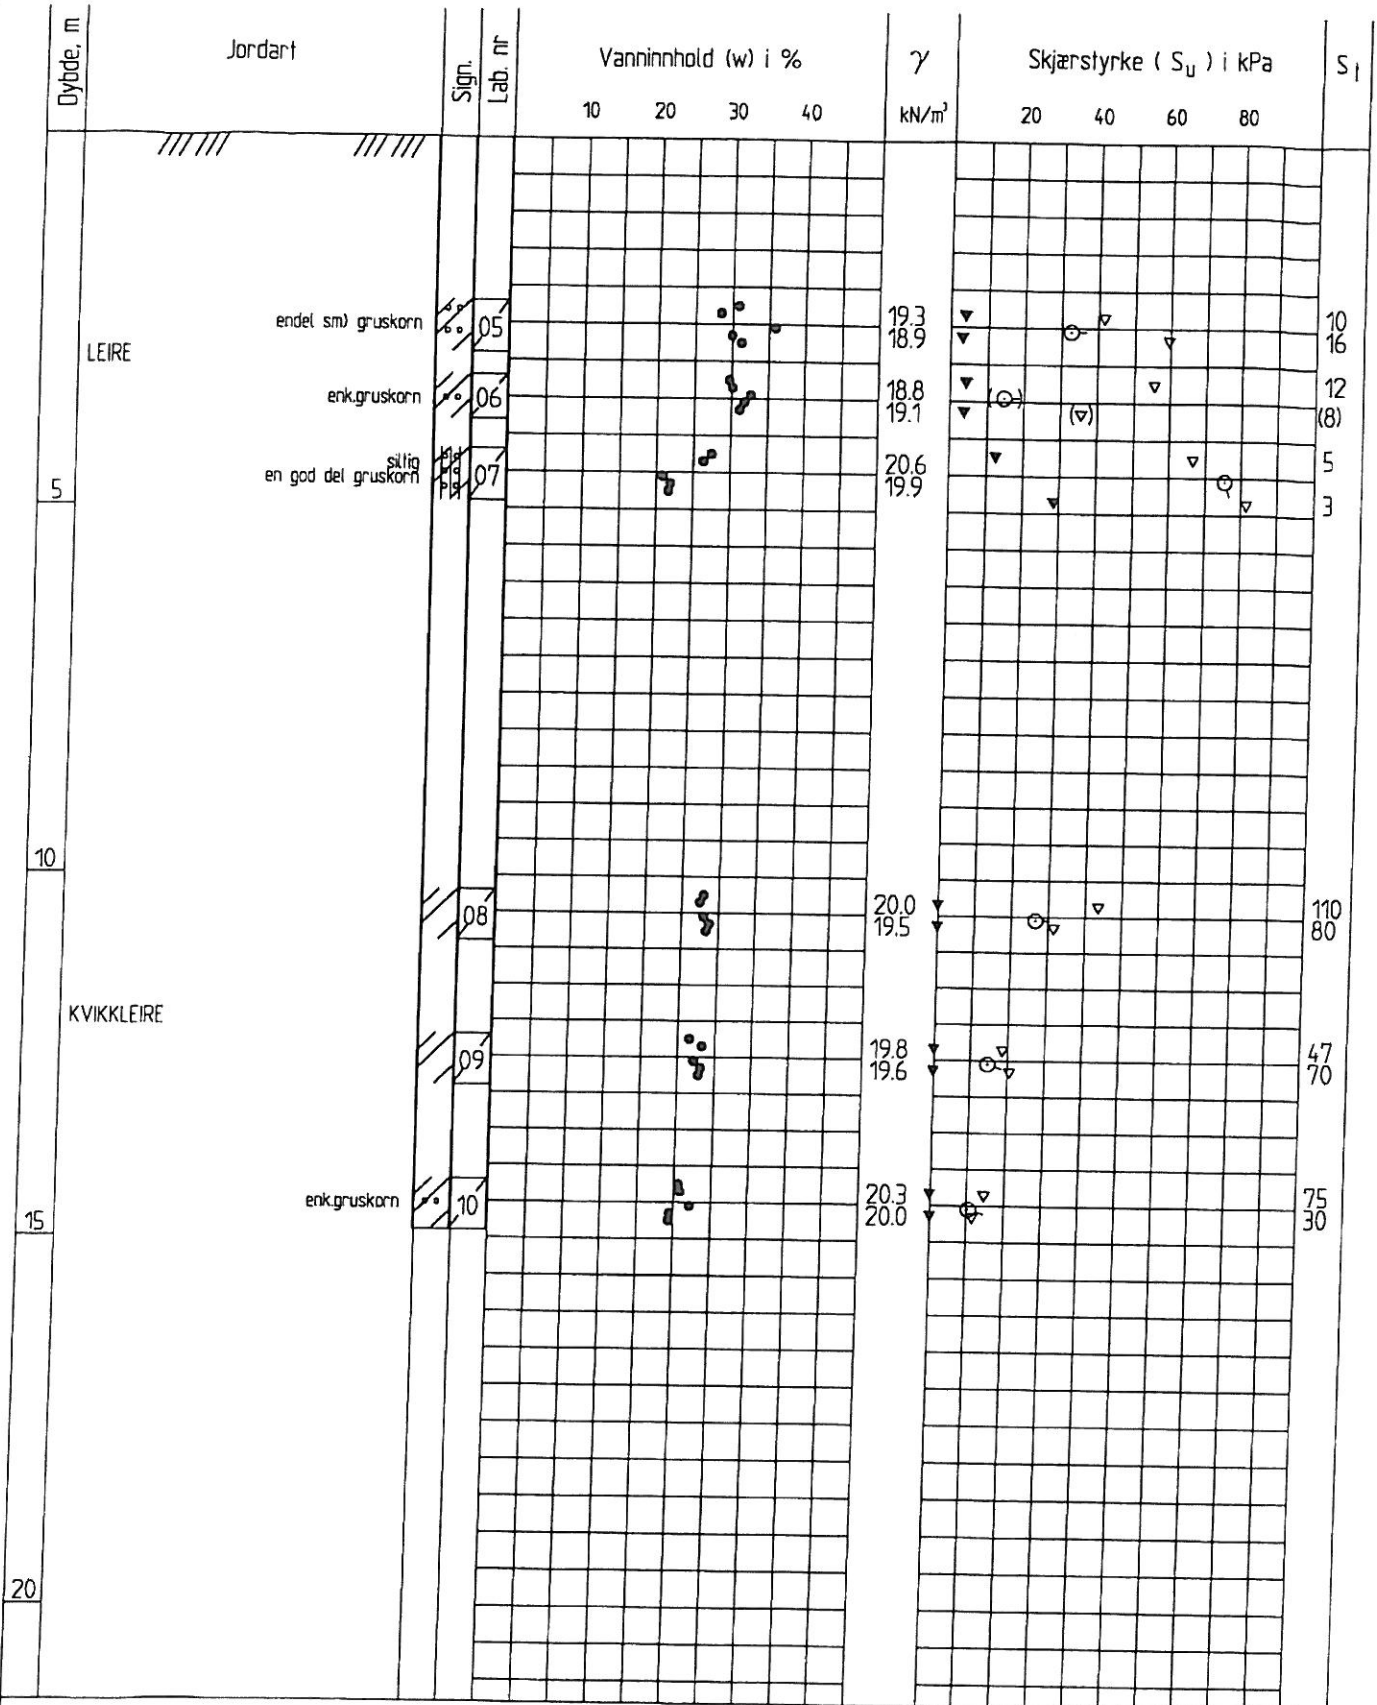 Dybde, m
Jordart
Sign.
Lab. nr
Vanninnhold (w) i %
10 20 30 40
γ
kN/m³
Skjærstyrke ( Su ) i kPa
20 40 60 80
St
endel sm) gruskorn
05
19.3
18.9
10
16
LEIRE
enk.gruskorn
06
18.8
19.1
12
(8)
siltig
en god del gruskorn
07
20.6
19.9
5
3
5
10
08
20.0
19.5
110
80
KVIKKLEIRE
09
19.8
19.6
47
70
enk.gruskorn
10
20.3
20.0
75
30
15
20